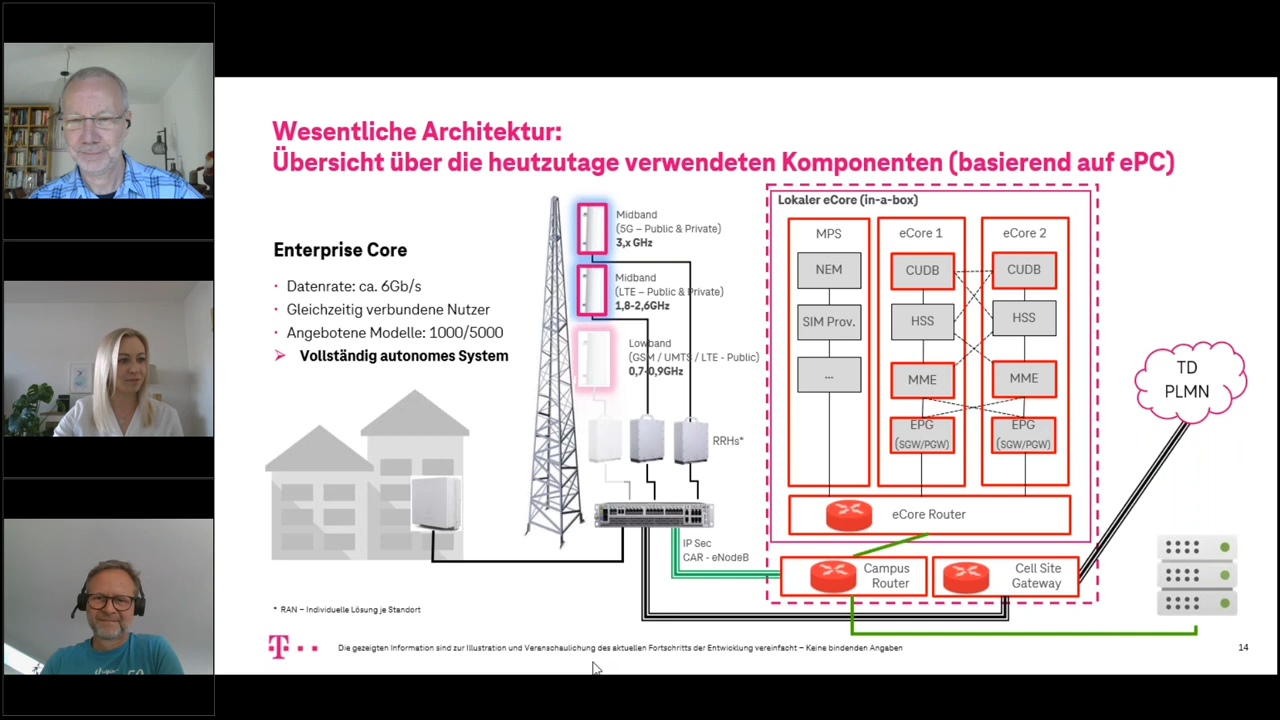 Wesentliche Architektur:
Übersicht über die heutzutage verwendeten Komponenten (basierend auf ePC)
Enterprise Core
• Datenrate: ca. 6Gb/s
• Gleichzeitig verbundene Nutzer
• Angebotene Modelle: 1000/5000
➢ Vollständig autonomes System
Midband
(5G – Public & Private)
3,x GHz
Midband
(LTE – Public & Private)
1,8-2,6GHz
Lowband
(GSM / UMTS / LTE - Public)
0,7-0,9GHz
RRHs*
IP Sec
CAR - eNodeB
Lokaler eCore (in-a-box)
MPS
NEM
SIM Prov.
...
eCore 1
CUDB
HSS
MME
EPG
(SGW/PGW)
eCore 2
CUDB
HSS
MME
EPG
(SGW/PGW)
eCore Router
Campus
Router
Cell Site
Gateway
TD
PLMN
* RAN – Individuelle Lösung je Standort
T
Die gezeigten Information sind zur Illustration und Veranschaulichung des aktuellen Fortschritts der Entwicklung vereinfacht – Keine bindenden Angaben
14